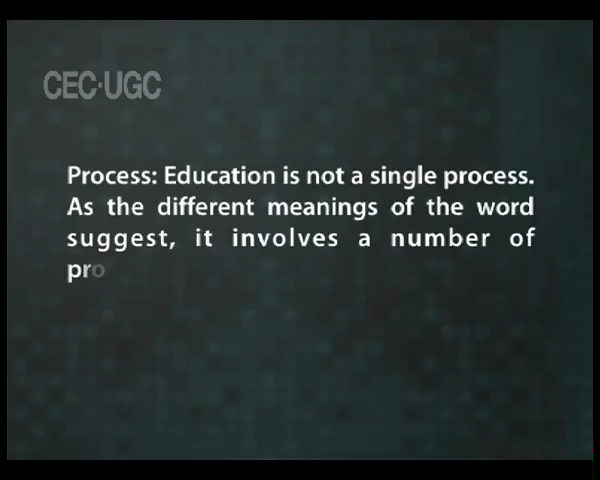 CEC-UGC
Process: Education is not a single process.
As the different meanings of the word
suggest, it involves a number of
pro